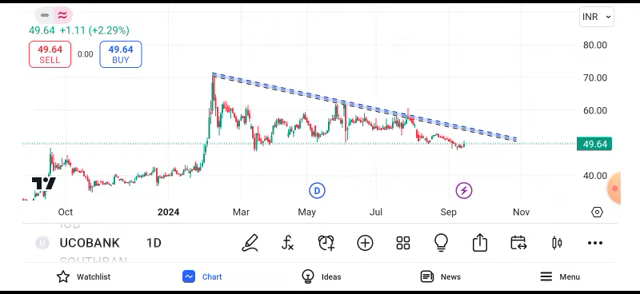 INR
49.64 +1.11 (+2.29%)
49.64 SELL
0.00
49.64 BUY
80.00
70.00
60.00
49.64
40.00
D
Oct 2024 Mar May Jul Sep Nov
U UCOBANK 1D
SOUTHBAN
Watchlist Chart Ideas News Menu